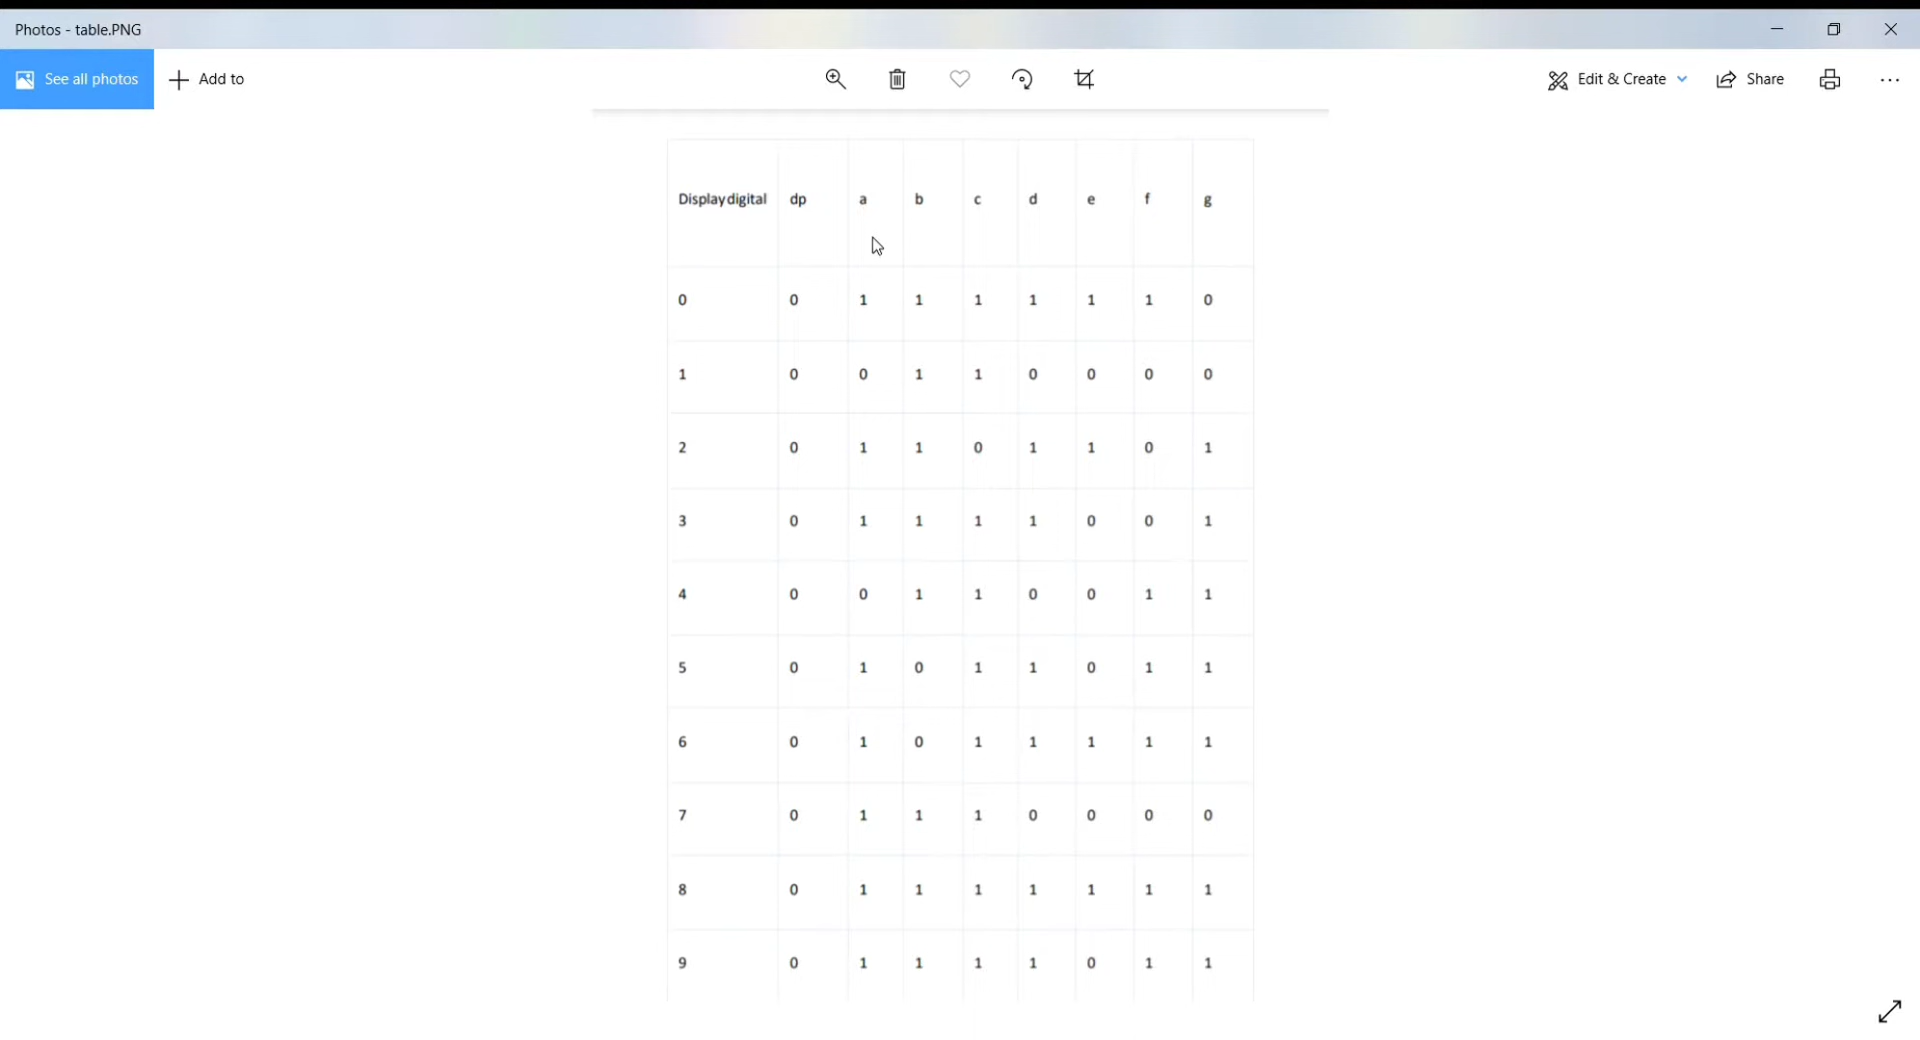 Photos - table.PNG
See all photos Add to Edit & Create Share
Displaydigital dp a b c d e f g
0 0 1 1 1 1 1 1 0
1 0 0 1 1 0 0 0 0
2 0 1 1 0 1 1 0 1
3 0 1 1 1 1 0 0 1
4 0 0 1 1 0 0 1 1
5 0 1 0 1 1 0 1 1
6 0 1 0 1 1 1 1 1
7 0 1 1 1 0 0 0 0
8 0 1 1 1 1 1 1 1
9 0 1 1 1 1 0 1 1